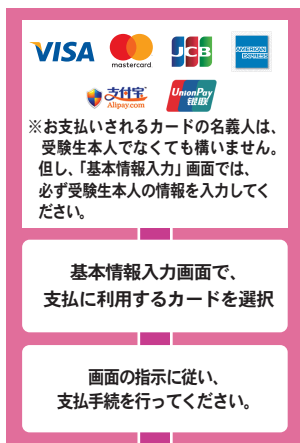 VISA
mastercard
JCB
AMERICAN EXPRESS
支付宝
Alipay.com
UnionPay
银联
※お支払いされるカードの名義人は、
受験生本人でなくても構いません。
但し、「基本情報入力」画面では、
必ず受験生本人の情報を入力してく
ださい。
基本情報入力画面で、
支払に利用するカードを選択
画面の指示に従い、
支払手続を行ってください。